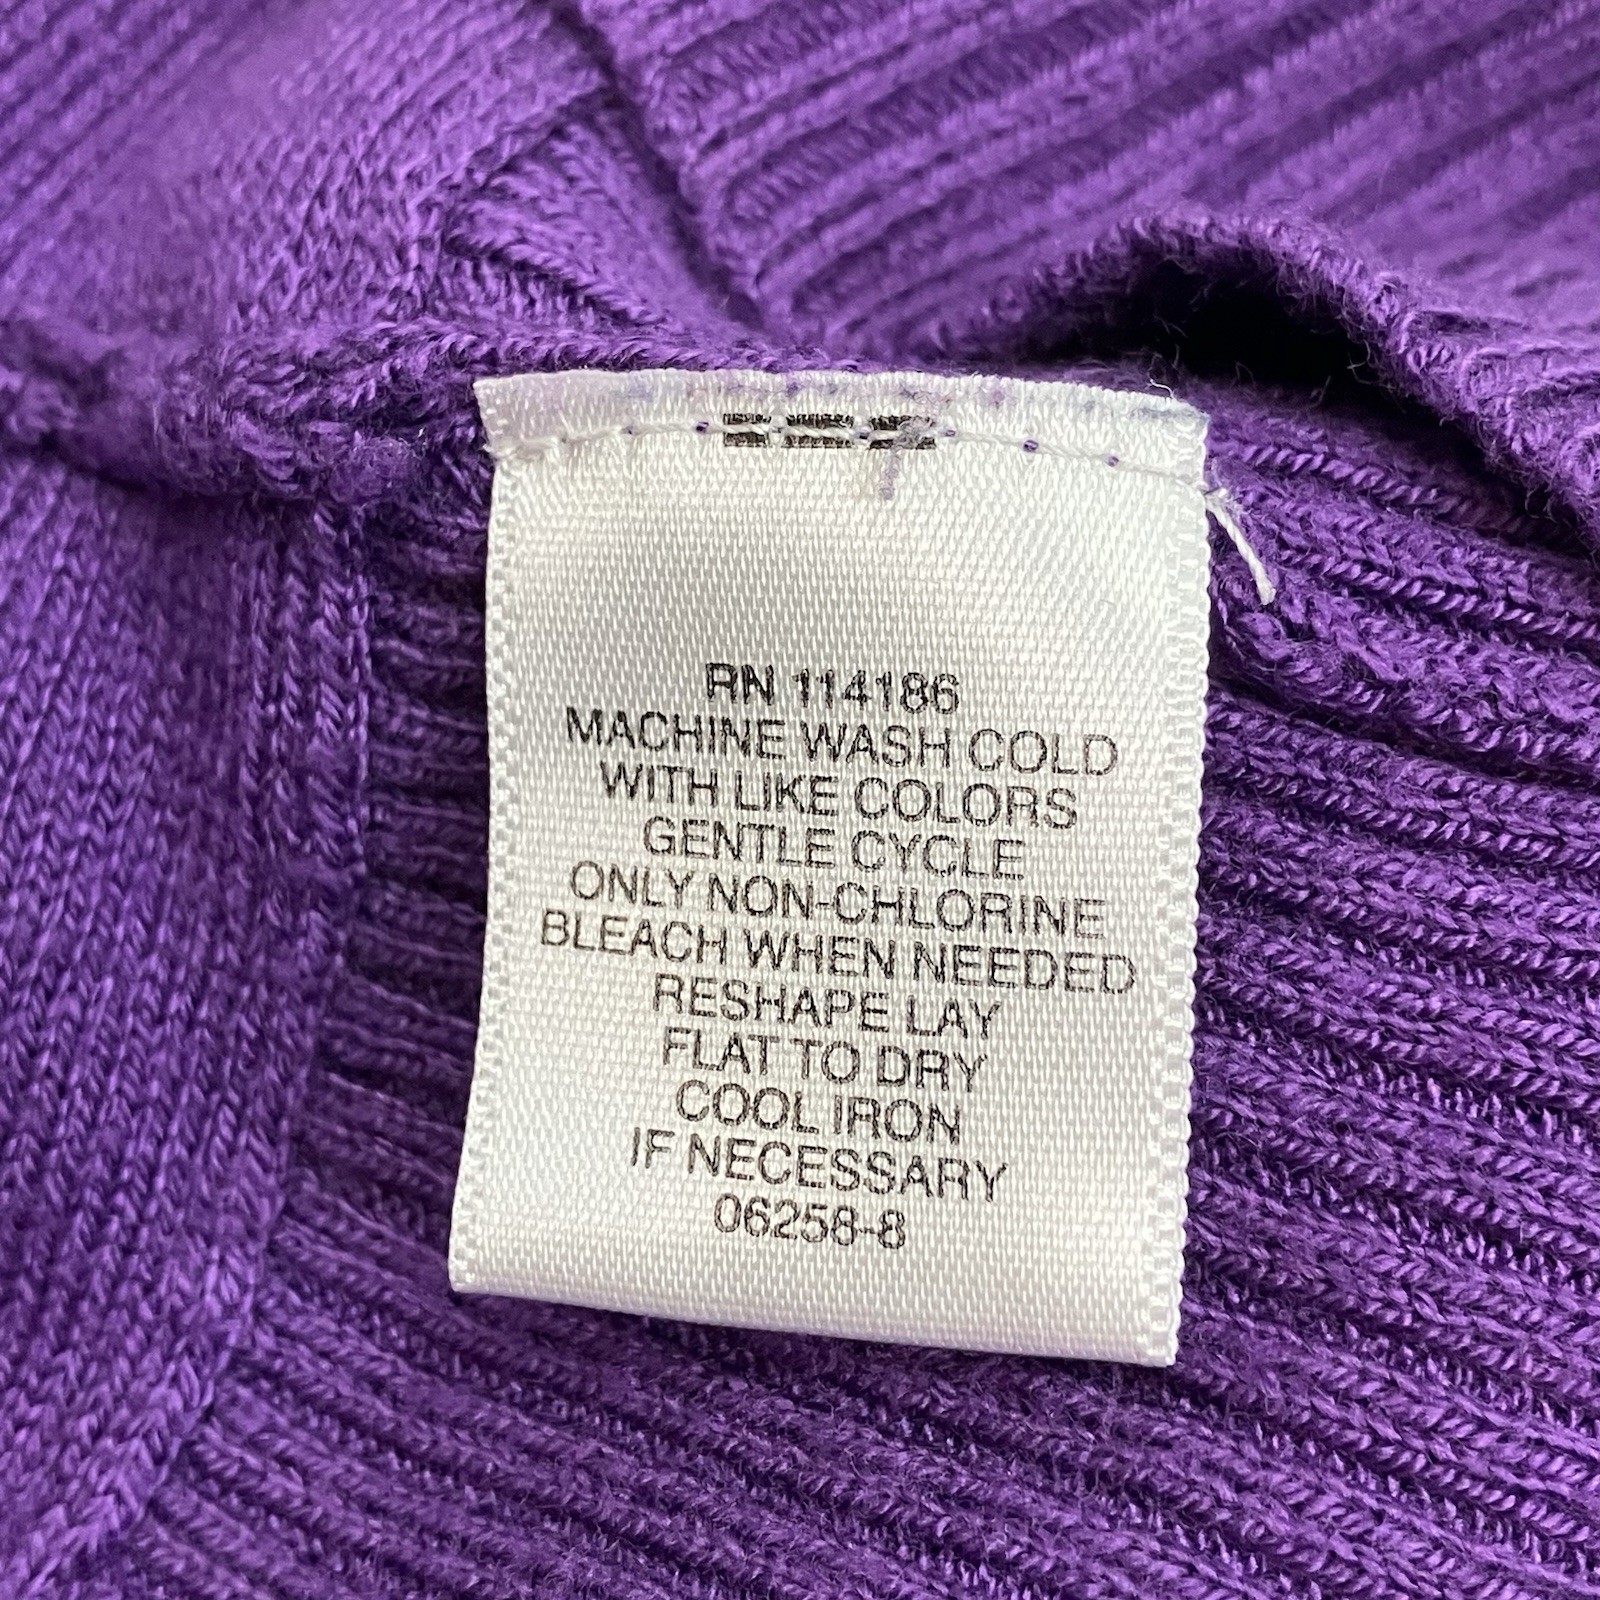 RN 114186
MACHINE WASH COLD
WITH LIKE COLORS
GENTLE CYCLE
ONLY NON-CHLORINE
BLEACH WHEN NEEDED
RESHAPE LAY
FLAT TO DRY
COOL IRON
IF NECESSARY
06258-8